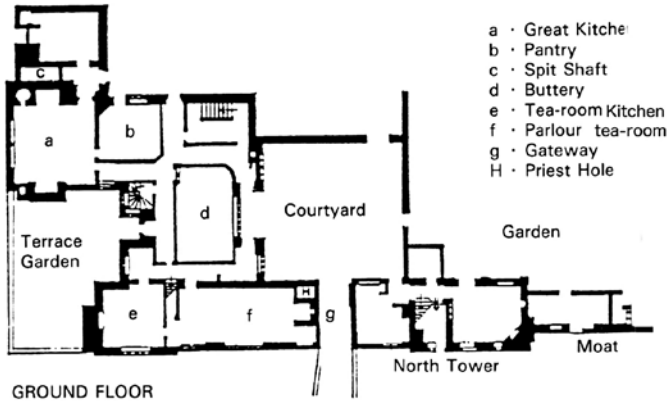 a · Great Kitche
b · Pantry
c · Spit Shaft
d · Buttery
e · Tea-room Kitchen
f · Parlour tea-room
g · Gateway
H · Priest Hole
c
a
b
d
Courtyard
Terrace
Garden
Garden
e
f
H
g
Moat
North Tower
GROUND FLOOR